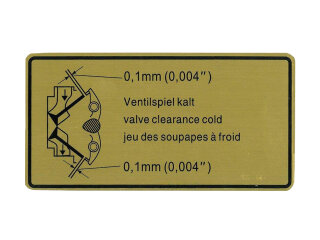 0,1mm (0,004″)
Ventilspiel kalt
valve clearance cold
jeu des soupapes à froid
0,1mm (0,004″)